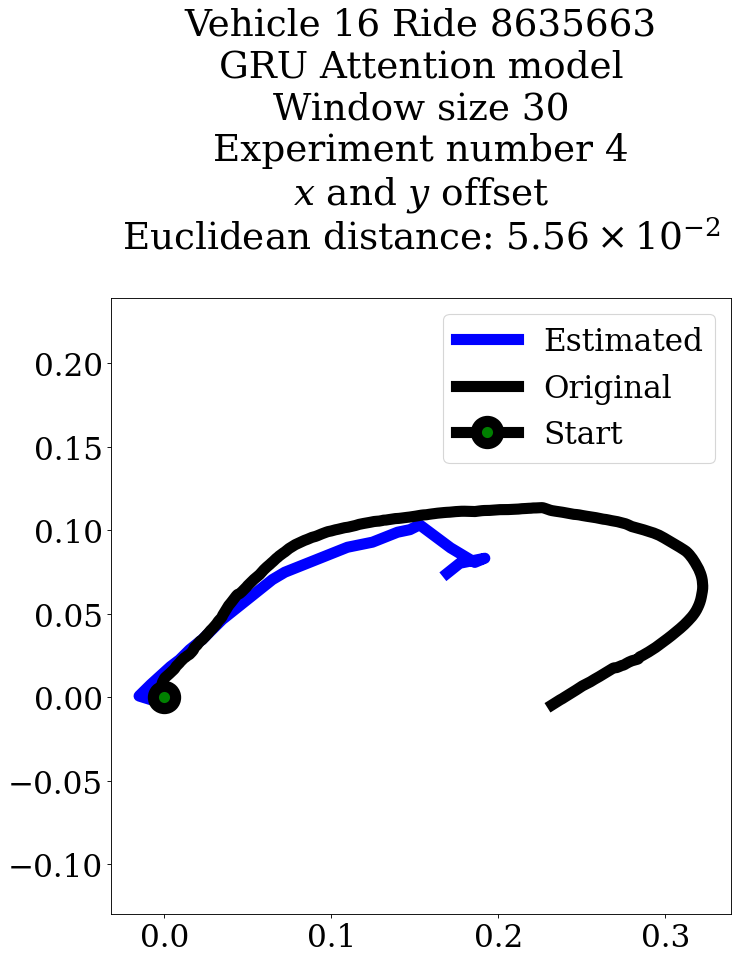 Vehicle 16 Ride 8635663
GRU Attention model
Window size 30
Experiment number 4
x and y offset
Euclidean distance: 5.56 × 10⁻²
Estimated
Original
Start
0.20
0.15
0.10
0.05
0.00
−0.05
−0.10
0.0 0.1 0.2 0.3